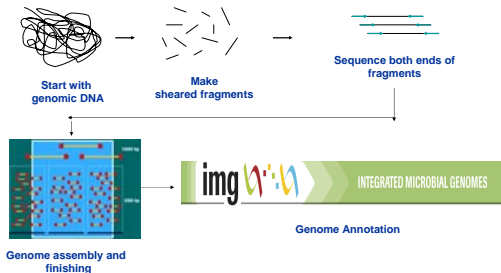 Start with
genomic DNA
Make
sheared fragments
Sequence both ends of
fragments
Genome assembly and
finishing
img
INTEGRATED MICROBIAL GENOMES
Genome Annotation